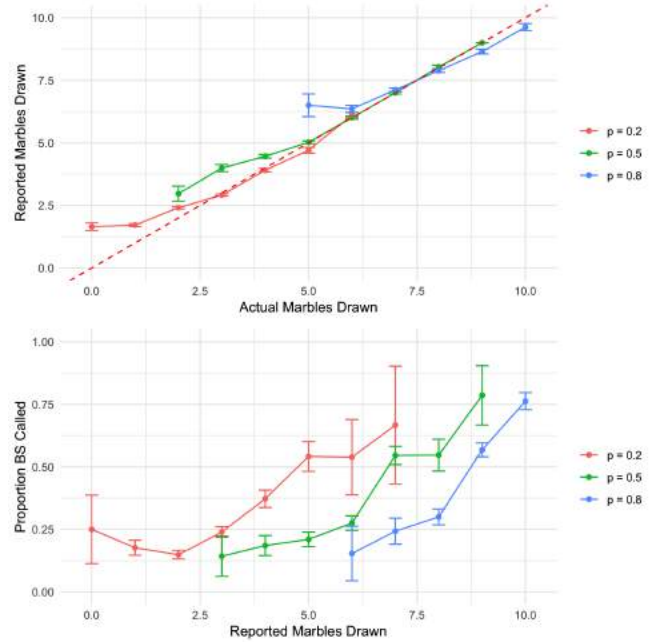 Reported Marbles Drawn
10.0
7.5
5.0
2.5
0.0
0.0 2.5 5.0 7.5 10.0
Actual Marbles Drawn
p = 0.2
p = 0.5
p = 0.8
Proportion BS Called
1.00
0.75
0.50
0.25
0.00
0.0 2.5 5.0 7.5 10.0
Reported Marbles Drawn
p = 0.2
p = 0.5
p = 0.8